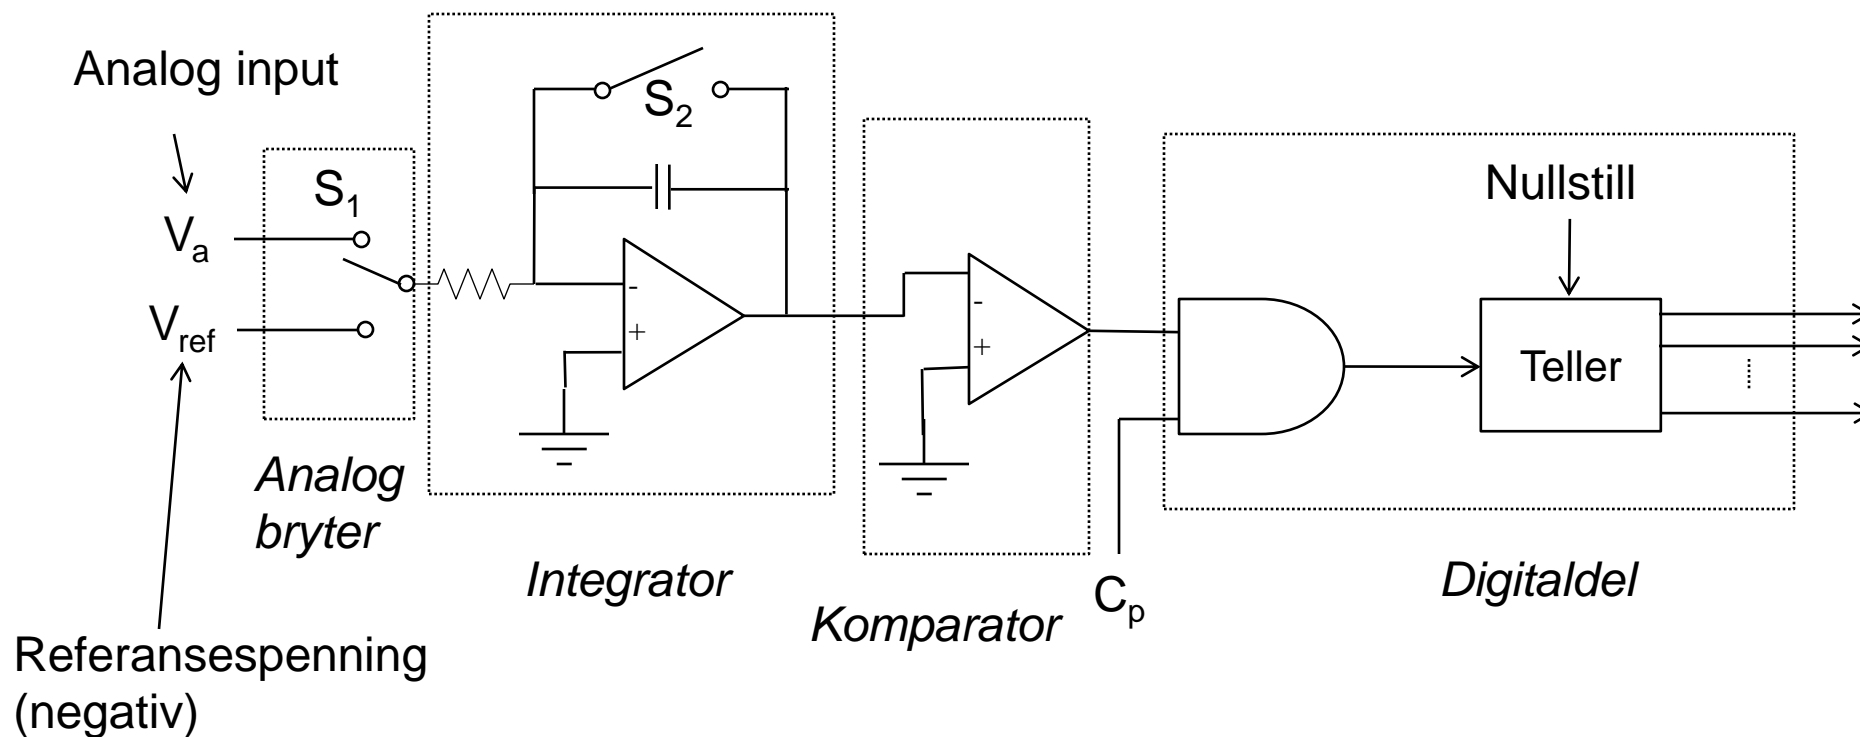 Analog input
S2
S1
Nullstill
Va
-
-
Vref
+
+
Teller
Analog
bryter
Integrator
Cp
Digitaldel
Komparator
Referansespenning
(negativ)